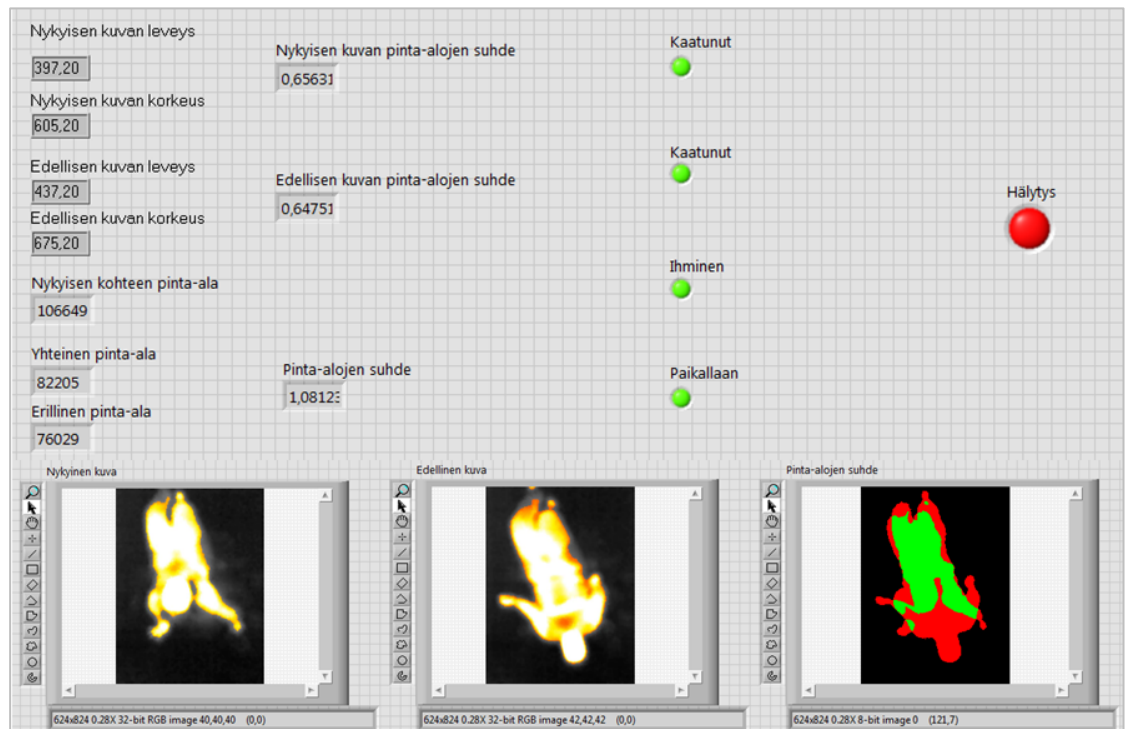 Nykyisen kuvan leveys
397,20
Nykyisen kuvan korkeus
605,20
Edellisen kuvan leveys
437,20
Edellisen kuvan korkeus
675,20
Nykyisen kohteen pinta-ala
106649
Yhteinen pinta-ala
82205
Erillinen pinta-ala
76029
Nykyisen kuvan pinta-alojen suhde
0,65631
Edellisen kuvan pinta-alojen suhde
0,64751
Pinta-alojen suhde
1,08123
Kaatunut
Kaatunut
Ihminen
Paikallaan
Hälytys
Nykyinen kuva
624x824 0.28X 32-bit RGB image 40,40,40 (0,0)
Edellinen kuva
624x824 0.28X 32-bit RGB image 42,42,42 (0,0)
Pinta-alojen suhde
624x824 0.28X 8-bit image 0 (121,7)